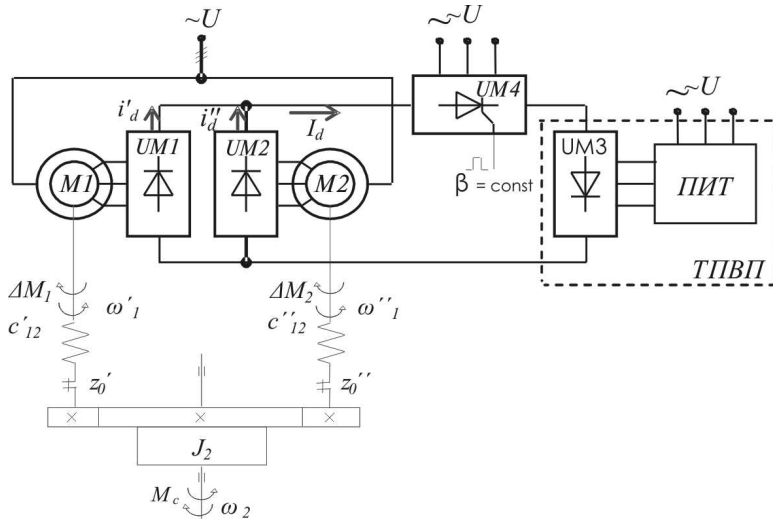 ~U
i'd i''d Id
UM4
~~U
~~U
UM1 UM2
M1 M2
β = const
UM3
ПИТ
ТПВП
ΔM1 ω'1
c'12
ΔM2 ω''1
c''12
z0' z0''
J2
Mc ω2